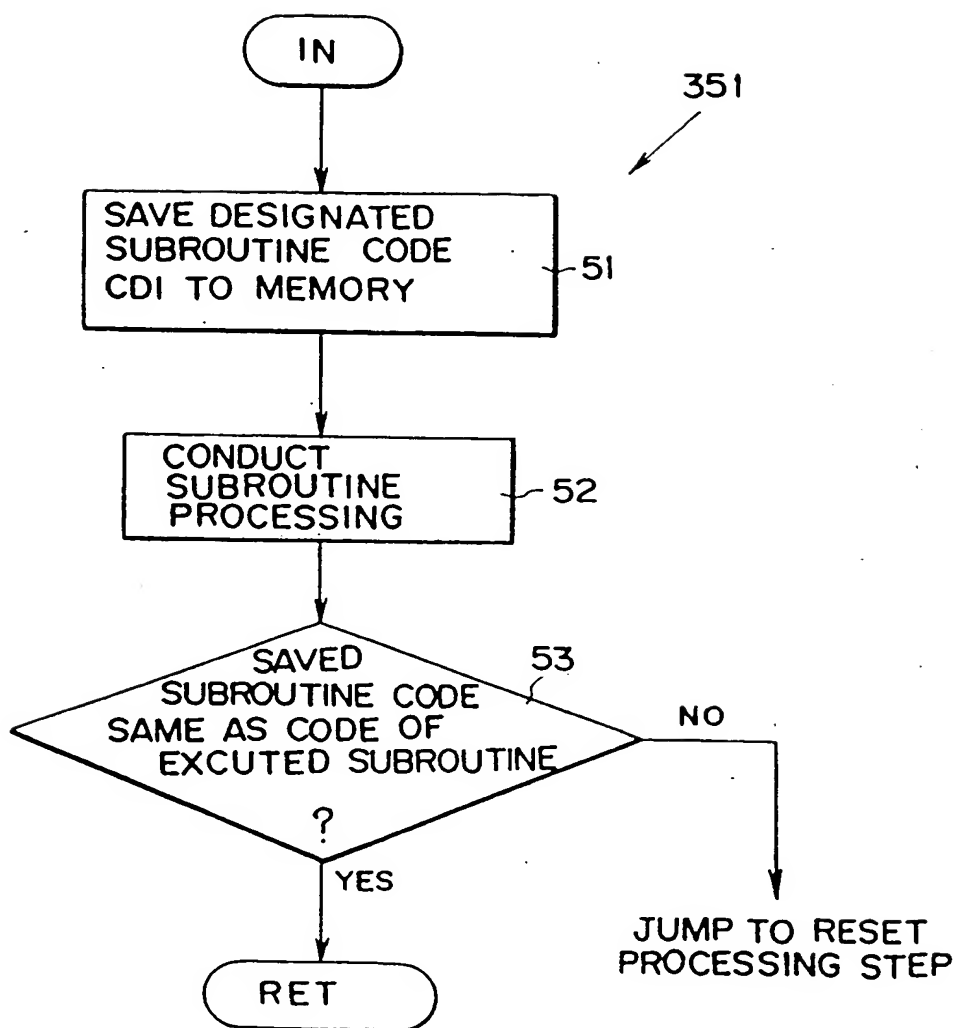 IN
351
SAVE DESIGNATED
SUBROUTINE CODE
CDI TO MEMORY
51
CONDUCT
SUBROUTINE
PROCESSING
52
SAVED
SUBROUTINE CODE
SAME AS CODE OF
EXCUTED SUBROUTINE
?
53
NO
YES
JUMP TO RESET
PROCESSING STEP
RET